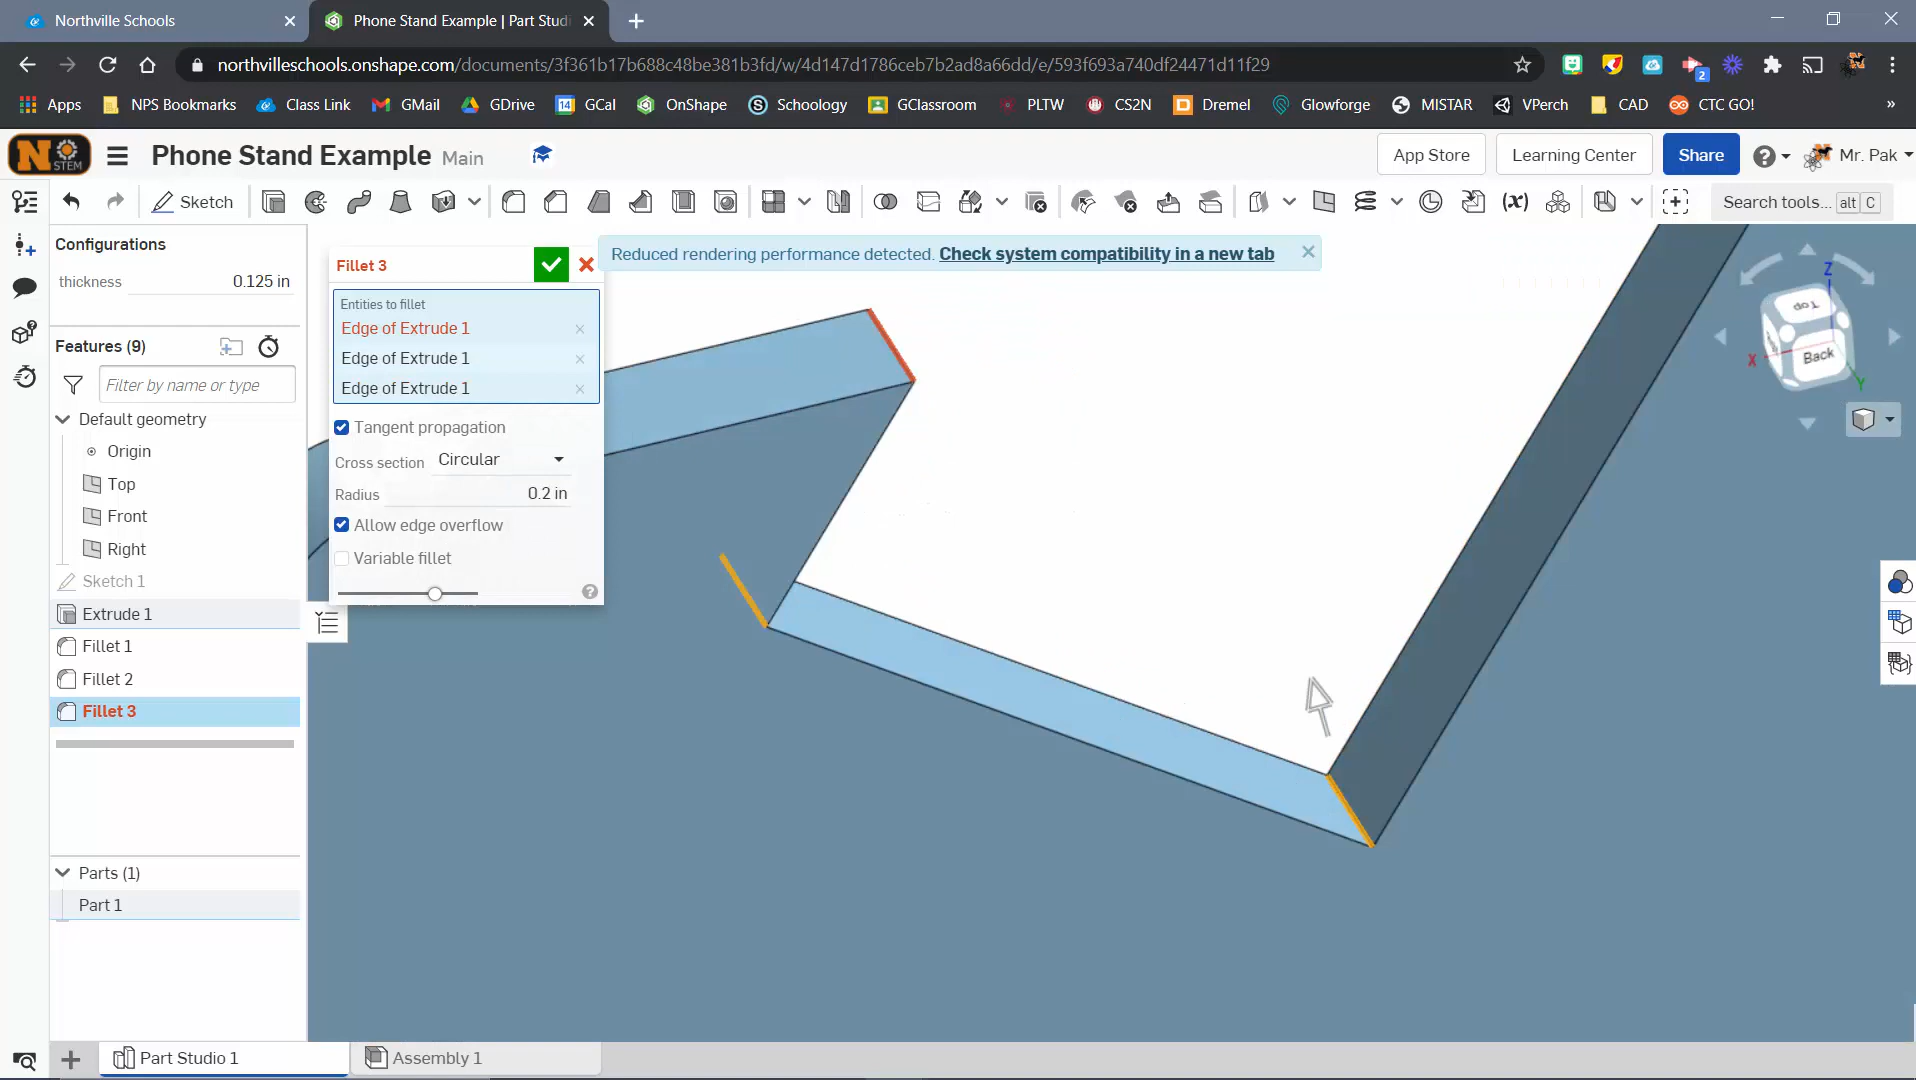 Northville Schools
Phone Stand Example | Part Studi
northvilleschools.onshape.com/documents/3f361b17b688c48be381b3fd/w/4d147d1786ceb7b2ad8a66dd/e/593f693a740df24471d11f29
2
Apps NPS Bookmarks Class Link GMail GDrive 14 GCal OnShape Schoology GClassroom PLTW CS2N Dremel Glowforge MISTAR VPerch CAD CTC GO! »
N STEM Phone Stand Example Main App Store Learning Center Share Mr. Pak
Sketch (x) Search tools... alt C
Configurations
thickness 0.125 in
Features (9)
Filter by name or type
Default geometry
Origin
Top
Front
Right
Sketch 1
Extrude 1
Fillet 1
Fillet 2
Fillet 3
Parts (1)
Part 1
Fillet 3
Entities to fillet
Edge of Extrude 1
Edge of Extrude 1
Edge of Extrude 1
Tangent propagation
Cross section Circular
Radius 0.2 in
Allow edge overflow
Variable fillet
Reduced rendering performance detected. Check system compatibility in a new tab
Z
Top
Back
X
Y
Part Studio 1
Assembly 1